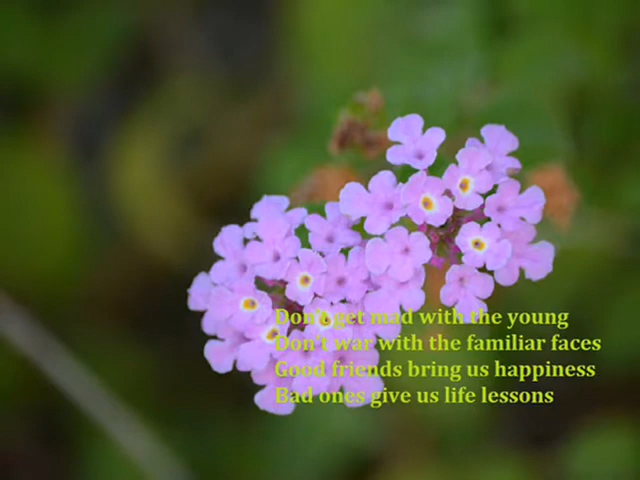 Don't get mad with the young
Don't war with the familiar faces
Good friends bring us happiness
Bad ones give us life lessons